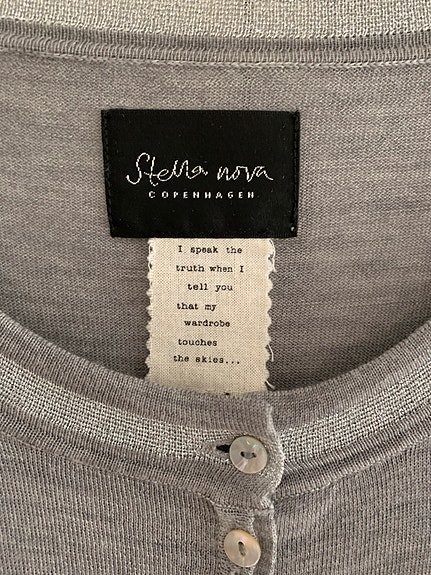 Stella nova
COPENHAGEN
I speak the
truth when I
tell you
that my
wardrobe
touches
the skies...